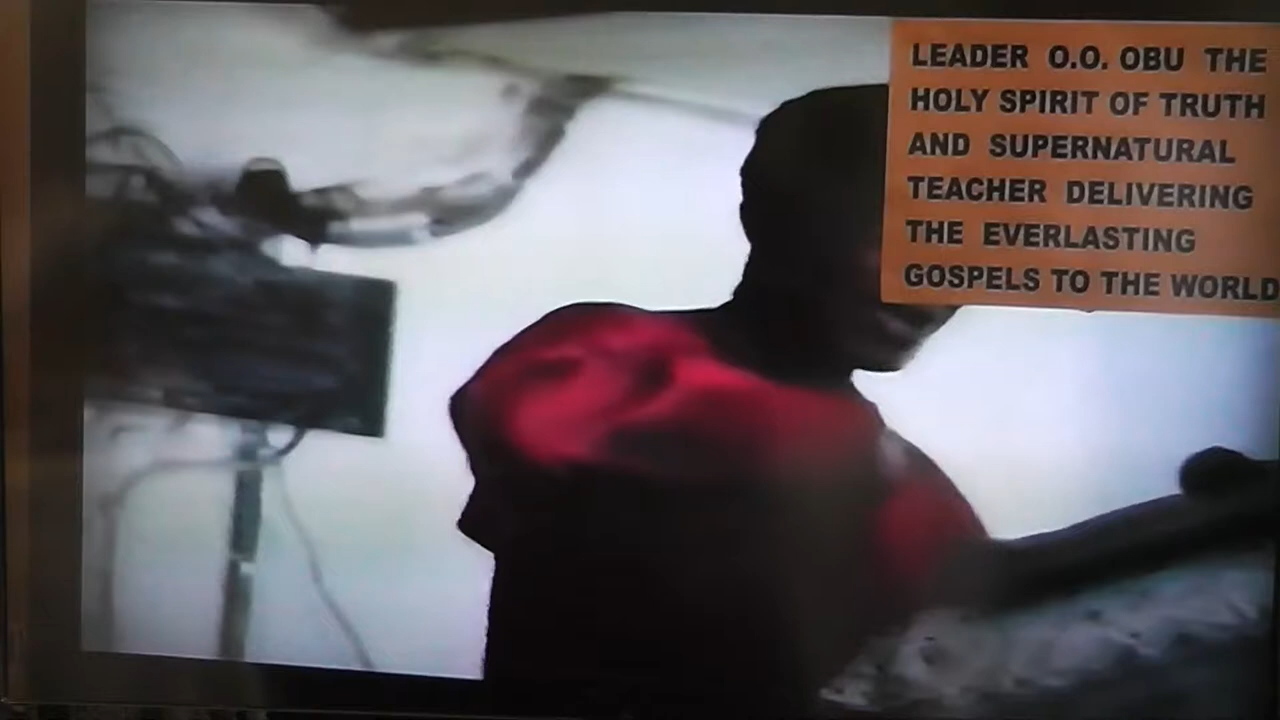 LEADER O.O. OBU THE
HOLY SPIRIT OF TRUTH
AND SUPERNATURAL
TEACHER DELIVERING
THE EVERLASTING
GOSPELS TO THE WORLD